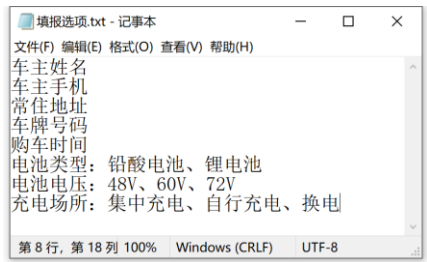 填报选项.txt - 记事本
文件(F) 编辑(E) 格式(O) 查看(V) 帮助(H)
车主姓名
车主手机
常住地址
车牌号码
购车时间
电池类型：铅酸电池、锂电池
电池电压：48V、60V、72V
充电场所：集中充电、自行充电、换电
第 8 行，第 18 列 100% Windows (CRLF) UTF-8